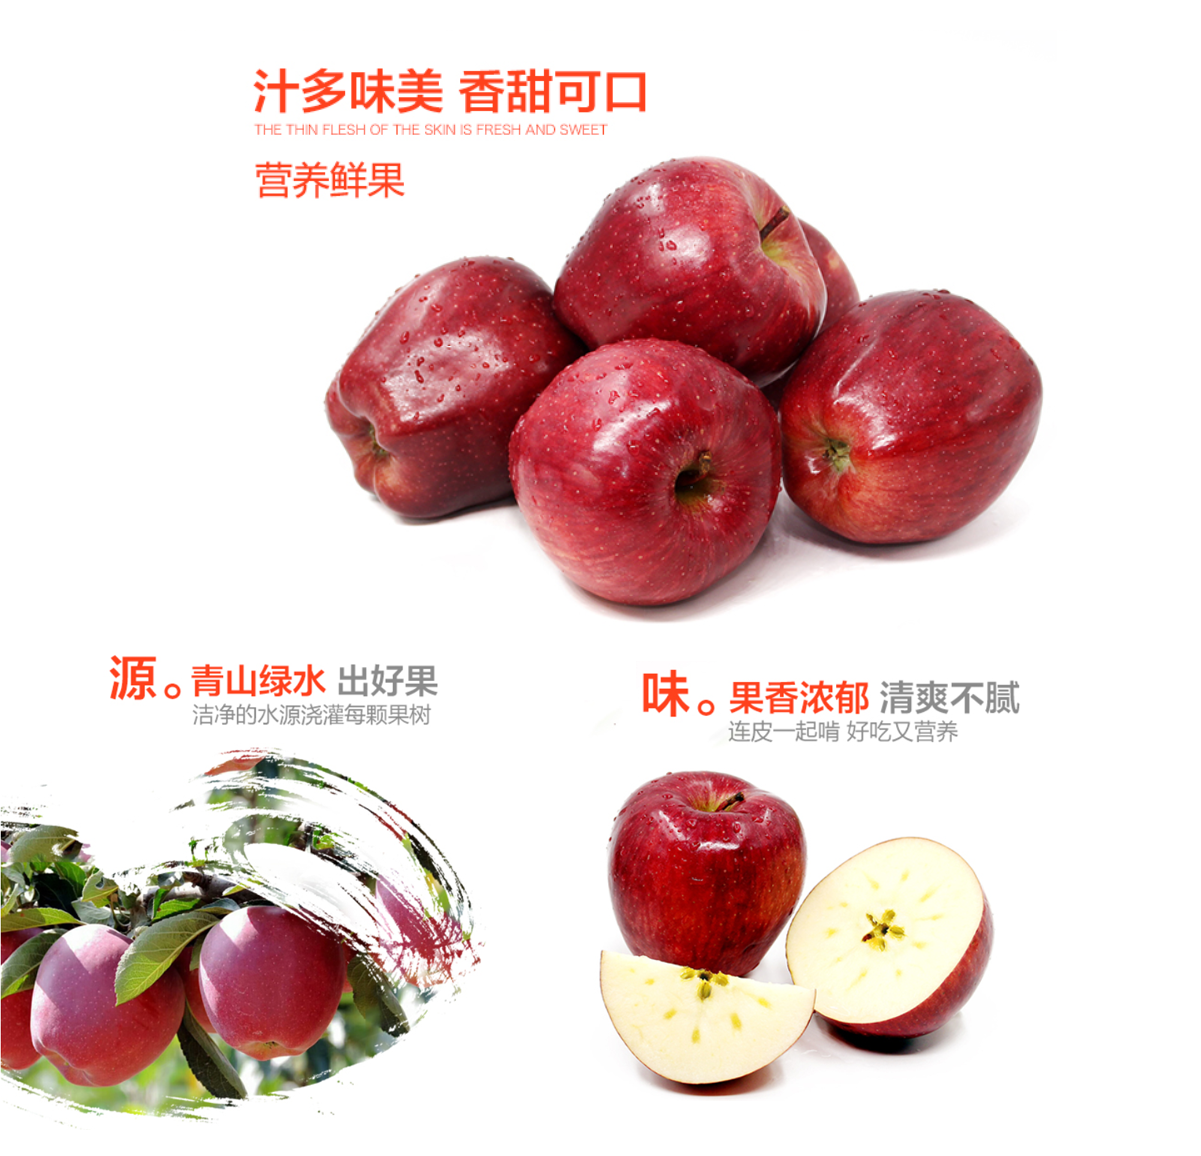 汁多味美 香甜可口
THE THIN FLESH OF THE SKIN IS FRESH AND SWEET
营养鲜果
源。青山绿水 出好果
洁净的水源浇灌每颗果树
味。果香浓郁 清爽不腻
连皮一起啃 好吃又营养